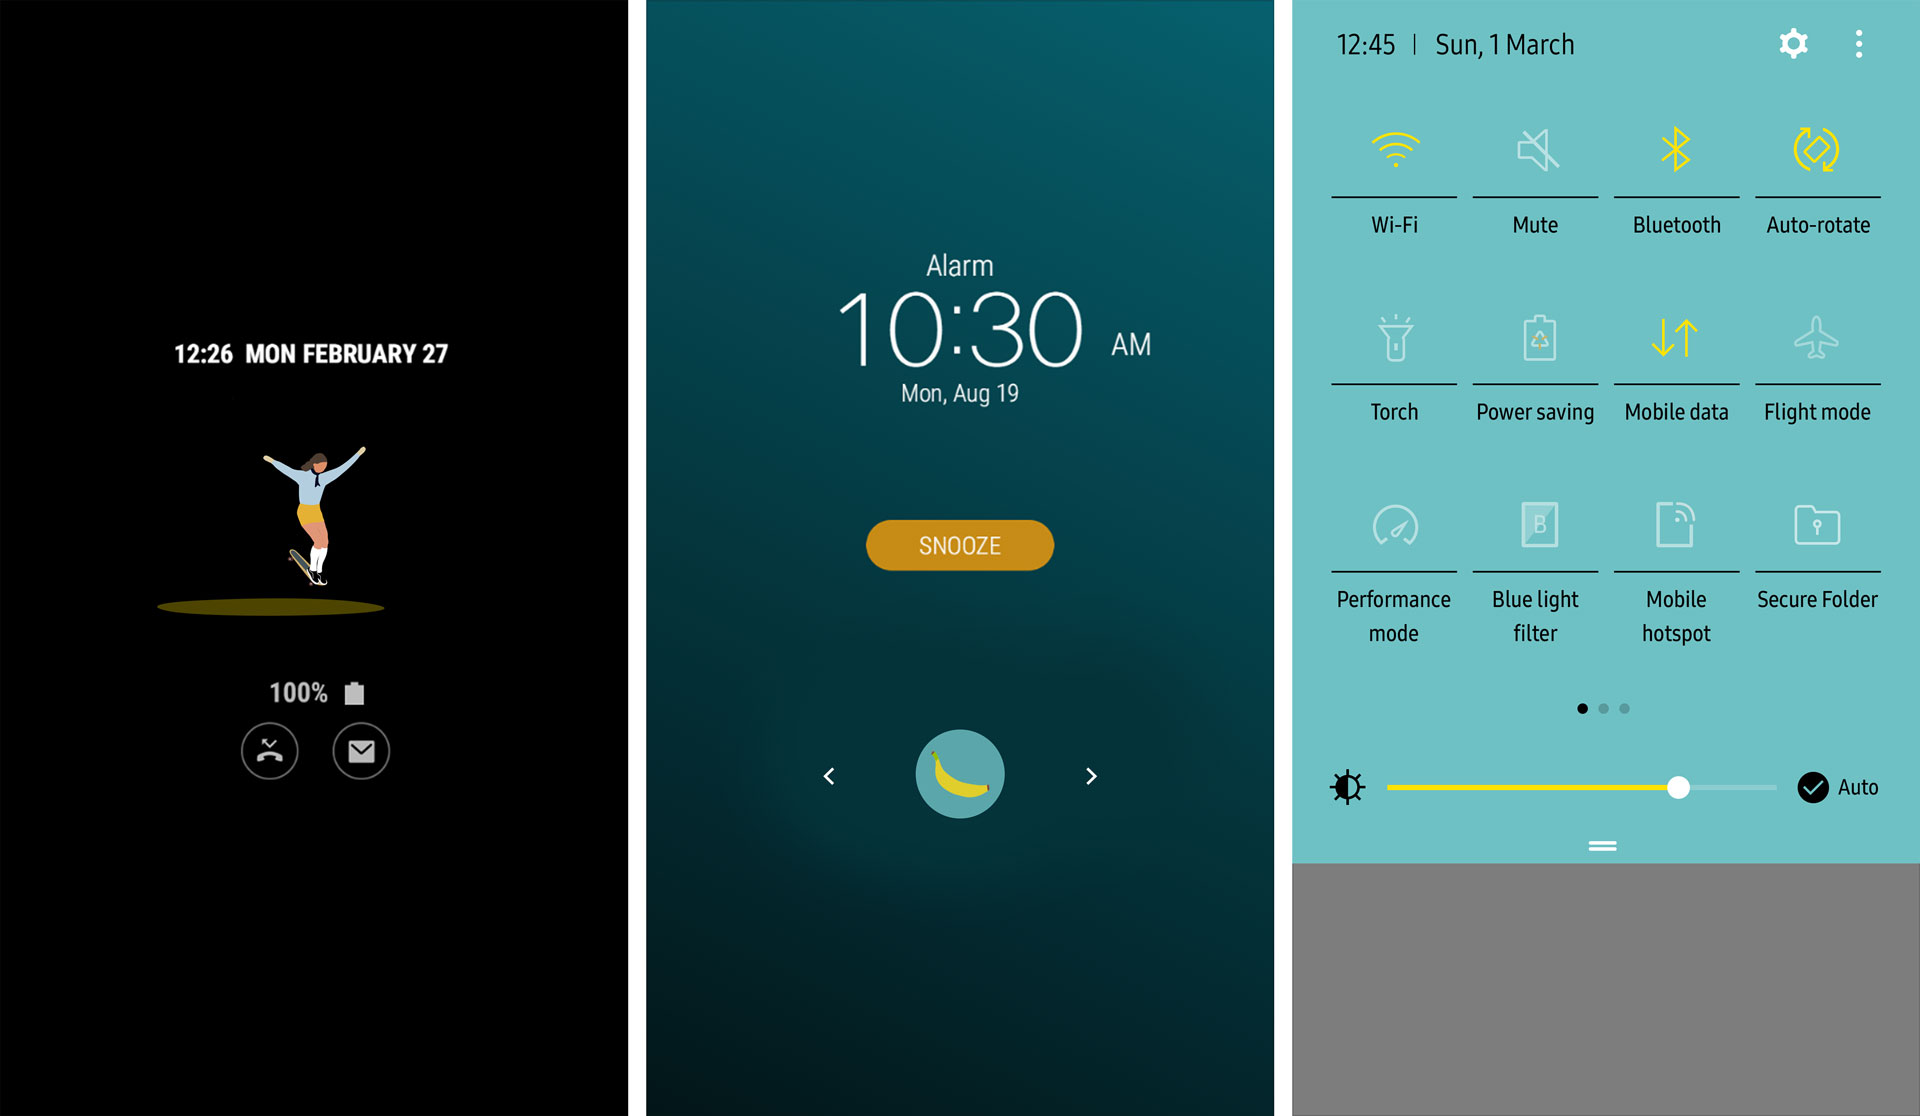 12:26 MON FEBRUARY 27
100%
Alarm
10:30 AM
Mon, Aug 19
SNOOZE
12:45 | Sun, 1 March
Wi-Fi
Mute
Bluetooth
Auto-rotate
Torch
Power saving
Mobile data
Flight mode
B
Performance
mode
Blue light
filter
Mobile
hotspot
Secure Folder
Auto